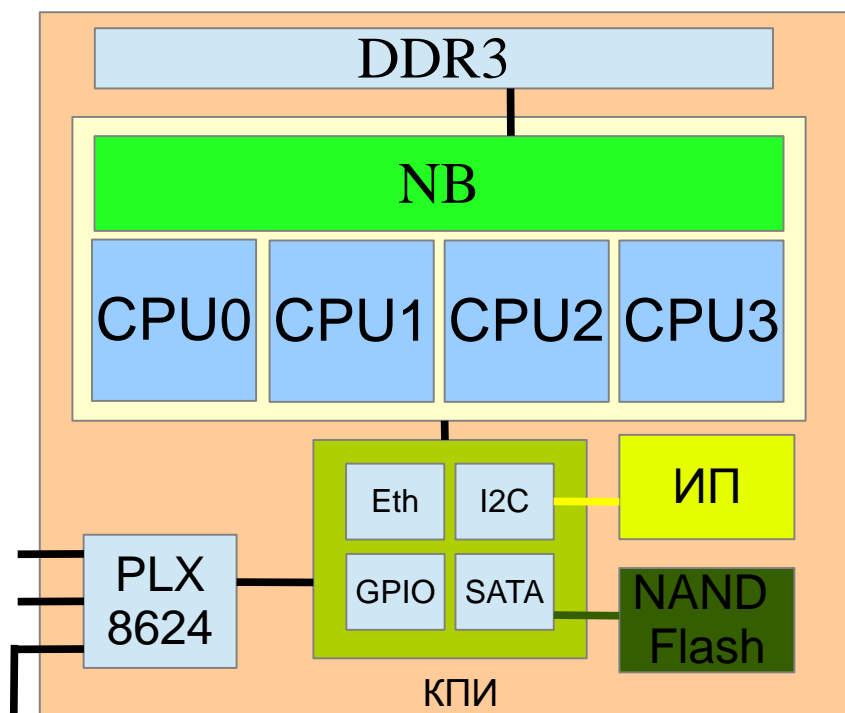 DDR3
NB
CPU0 CPU1 CPU2 CPU3
Eth I2C
ИП
GPIO SATA
PLX
8624
NAND
Flash
КПИ